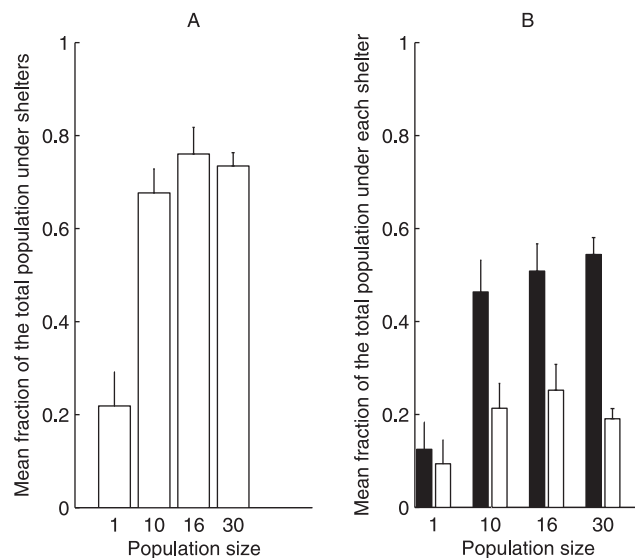 A
Mean fraction of the total population under shelters
1
0.8
0.6
0.4
0.2
0
1 10 16 30
Population size
B
Mean fraction of the total population under each shelter
1
0.8
0.6
0.4
0.2
0
1 10 16 30
Population size